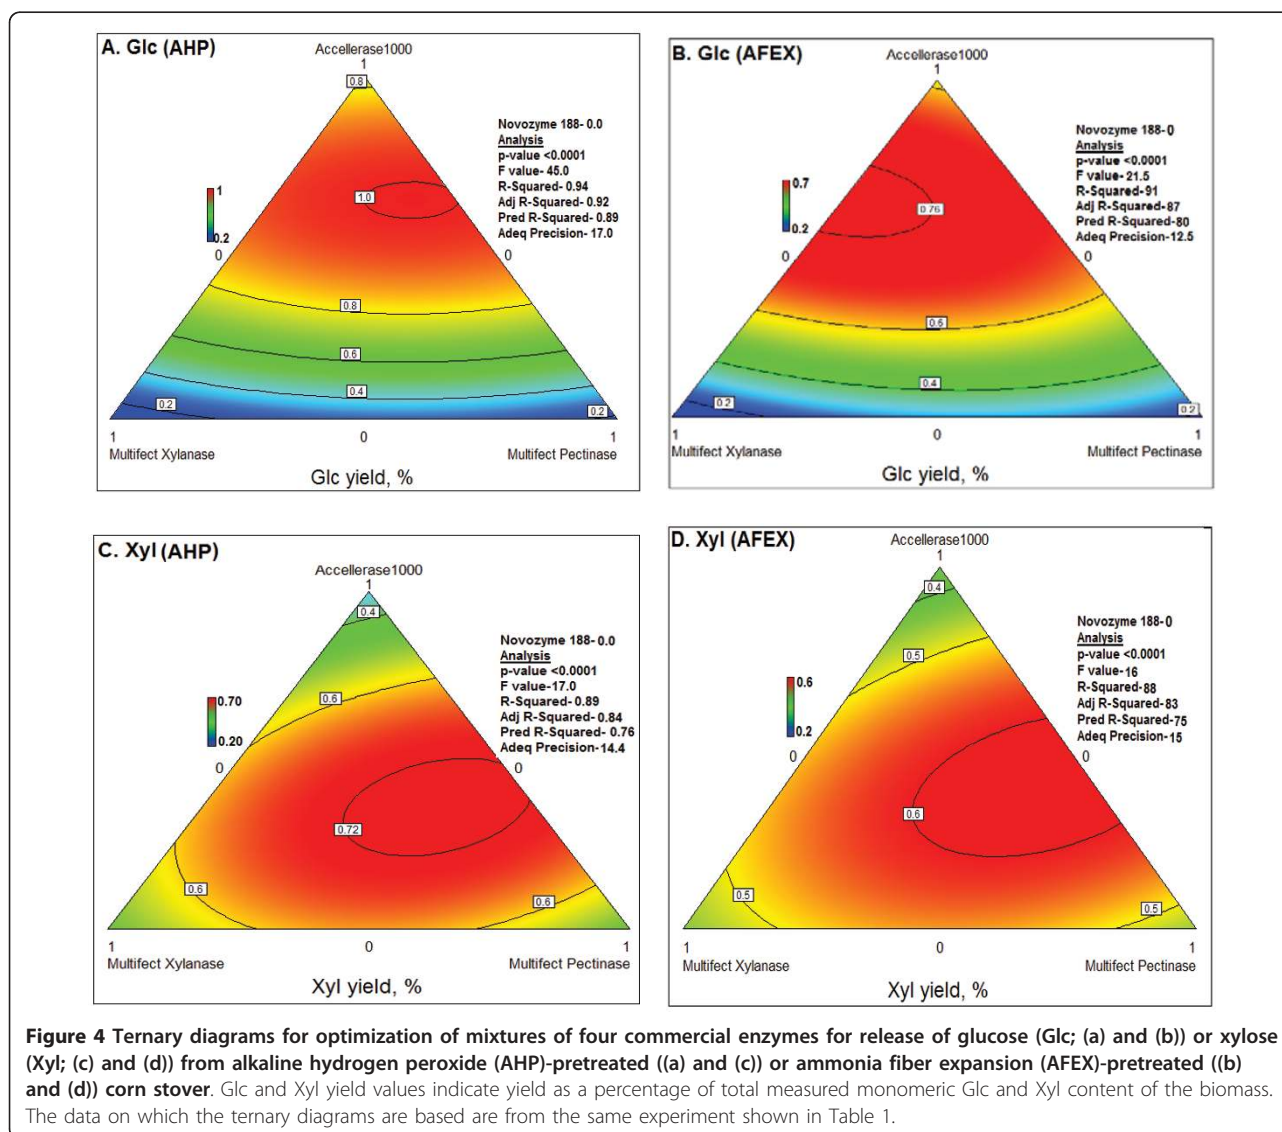 A. Glc (AHP)
Accellerase1000
1
0.8
Novozyme 188- 0.0
Analysis
p-value <0.0001
F value- 45.0
R-Squared- 0.94
Adj R-Squared- 0.92
Pred R-Squared- 0.89
Adeq Precision- 17.0
1
0.2
1.0
0
0
0.8
0.6
0.4
0.2
0.2
1
0
1
Multifect Xylanase
Multifect Pectinase
Glc yield, %
B. Glc (AFEX)
Accellerase1000
1
Novozyme 188-0
Analysis
p-value <0.0001
F value- 21.5
R-Squared-91
Adj R-Squared-87
Pred R-Squared-80
Adeq Precision-12.5
0.7
0.2
0.76
0
0
0.6
0.4
0.2
0.2
1
0
1
Multifect Xylanase
Multifect Pectinase
Glc yield, %
C. Xyl (AHP)
Accellerase1000
1
0.4
Novozyme 188- 0.0
Analysis
p-value <0.0001
F value-17.0
R-Squared- 0.89
Adj R-Squared- 0.84
Pred R-Squared- 0.76
Adeq Precision-14.4
0.70
0.20
0.6
0
0
0.72
0.6
0.6
1
0
1
Multifect Xylanase
Multifect Pectinase
Xyl yield, %
D. Xyl (AFEX)
Accellerase1000
1
0.4
Novozyme 188-0
Analysis
p-value <0.0001
F value-16
R-Squared-88
Adj R-Squared-83
Pred R-Squared-75
Adeq Precision-15
0.6
0.2
0.5
0
0
0.6
0.5
0.5
1
0
1
Multifect Xylanase
Multifect Pectinase
Xyl yield, %
Figure 4 Ternary diagrams for optimization of mixtures of four commercial enzymes for release of glucose (Glc; (a) and (b)) or xylose
(Xyl; (c) and (d)) from alkaline hydrogen peroxide (AHP)-pretreated ((a) and (c)) or ammonia fiber expansion (AFEX)-pretreated ((b)
and (d)) corn stover. Glc and Xyl yield values indicate yield as a percentage of total measured monomeric Glc and Xyl content of the biomass.
The data on which the ternary diagrams are based are from the same experiment shown in Table 1.